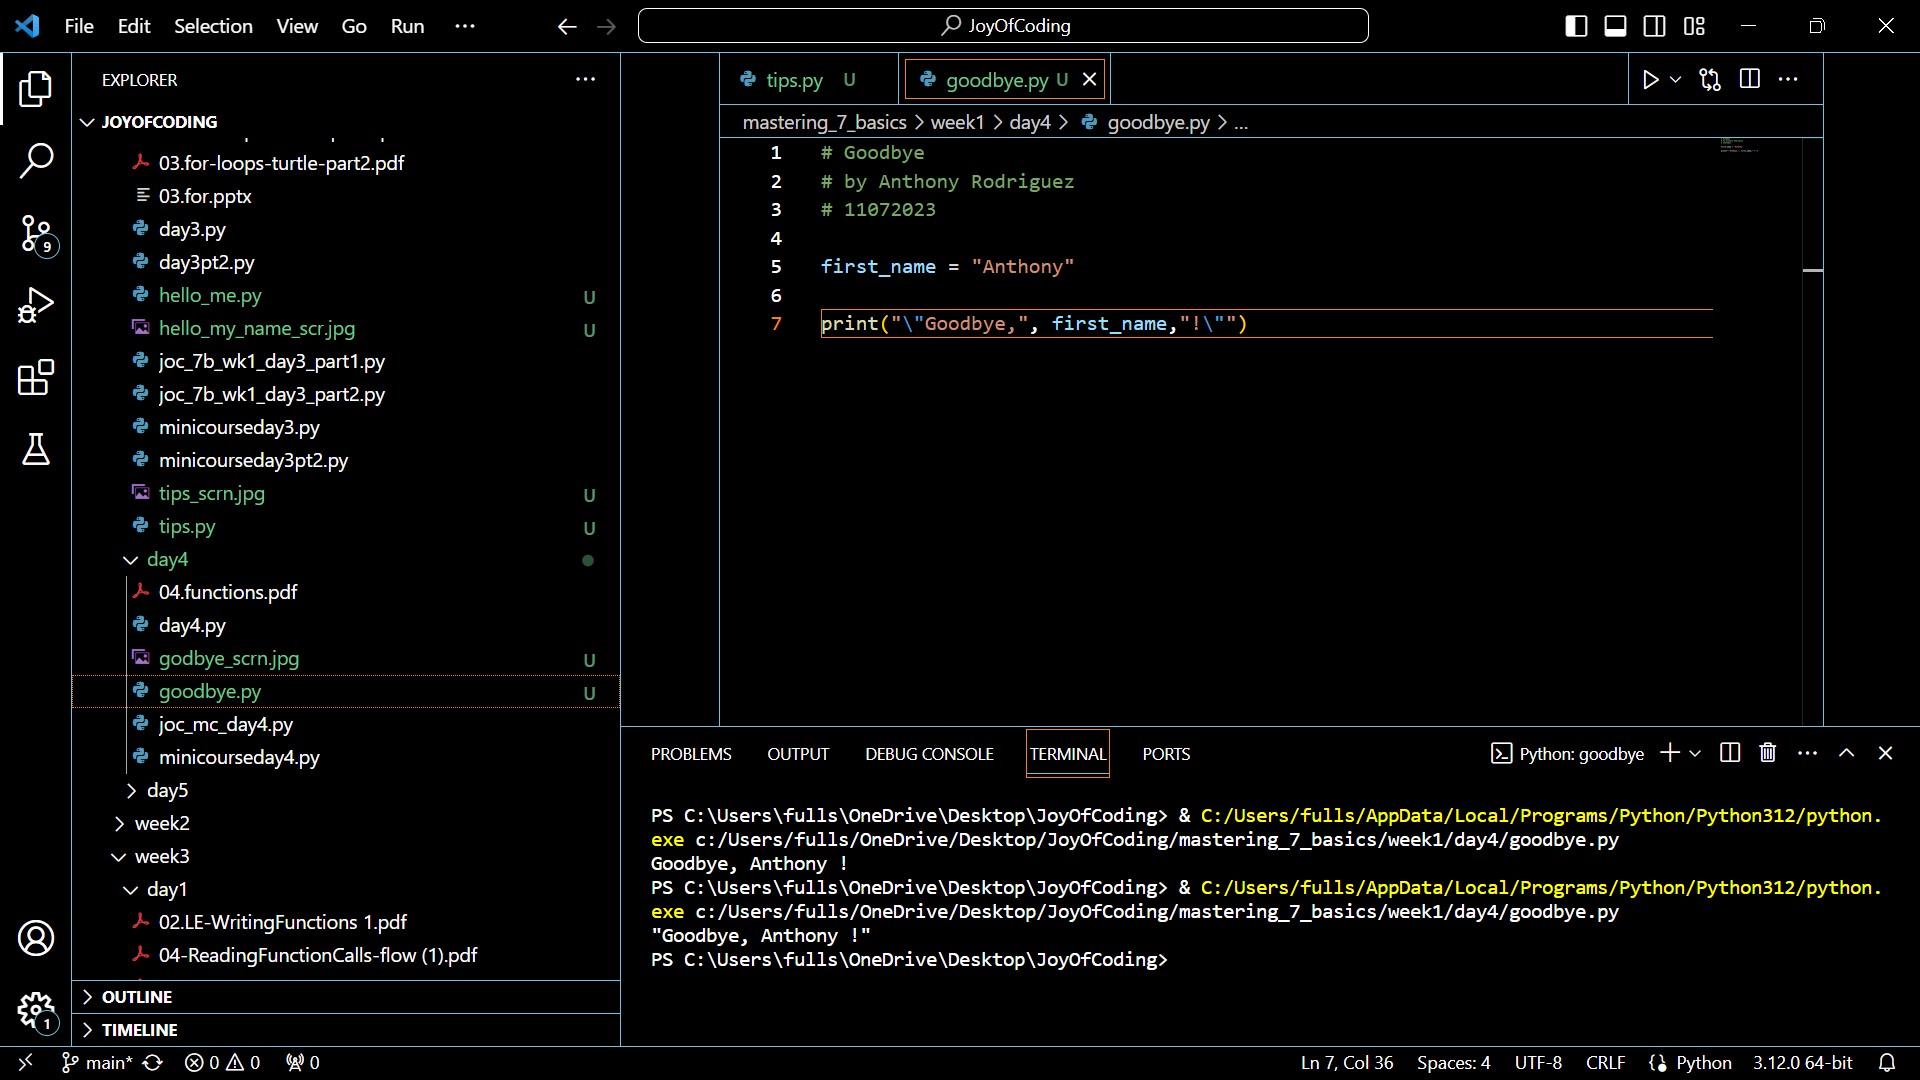 File Edit Selection View Go Run ···
JoyOfCoding
EXPLORER
JOYOFCODING
03.for-loops-turtle-part2.pdf
03.for.pptx
day3.py
day3pt2.py
hello_me.py U
hello_my_name_scr.jpg U
joc_7b_wk1_day3_part1.py
joc_7b_wk1_day3_part2.py
minicourseday3.py
minicourseday3pt2.py
tips_scrn.jpg U
tips.py U
day4
04.functions.pdf
day4.py
godbye_scrn.jpg U
goodbye.py U
joc_mc_day4.py
minicourseday4.py
day5
week2
week3
day1
02.LE-WritingFunctions 1.pdf
04-ReadingFunctionCalls-flow (1).pdf
OUTLINE
TIMELINE
9
1
tips.py U
goodbye.py U
mastering_7_basics > week1 > day4 > goodbye.py > ...
1 # Goodbye
2 # by Anthony Rodriguez
3 # 11072023
4
5 first_name = "Anthony"
6
7 print("\"Goodbye,", first_name,"!\"")
PROBLEMS OUTPUT DEBUG CONSOLE TERMINAL PORTS
Python: goodbye
PS C:\Users\fulls\OneDrive\Desktop\JoyOfCoding> & C:/Users/fulls/AppData/Local/Programs/Python/Python312/python.
exe c:/Users/fulls/OneDrive/Desktop/JoyOfCoding/mastering_7_basics/week1/day4/goodbye.py
Goodbye, Anthony !
PS C:\Users\fulls\OneDrive\Desktop\JoyOfCoding> & C:/Users/fulls/AppData/Local/Programs/Python/Python312/python.
exe c:/Users/fulls/OneDrive/Desktop/JoyOfCoding/mastering_7_basics/week1/day4/goodbye.py
"Goodbye, Anthony !"
PS C:\Users\fulls\OneDrive\Desktop\JoyOfCoding>
main* 0 0 0
Ln 7, Col 36 Spaces: 4 UTF-8 CRLF Python 3.12.0 64-bit